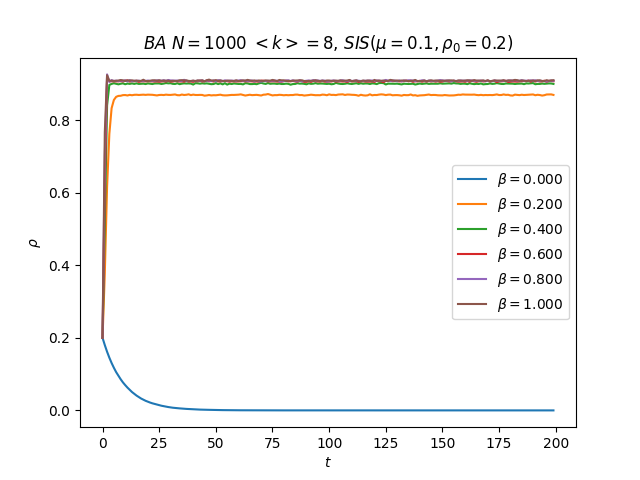 BA N = 1000 < k > = 8, SIS(μ = 0.1, ρ₀ = 0.2)
ρ
0.8
0.6
0.4
0.2
0.0
β = 0.000
β = 0.200
β = 0.400
β = 0.600
β = 0.800
β = 1.000
0 25 50 75 100 125 150 175 200
t